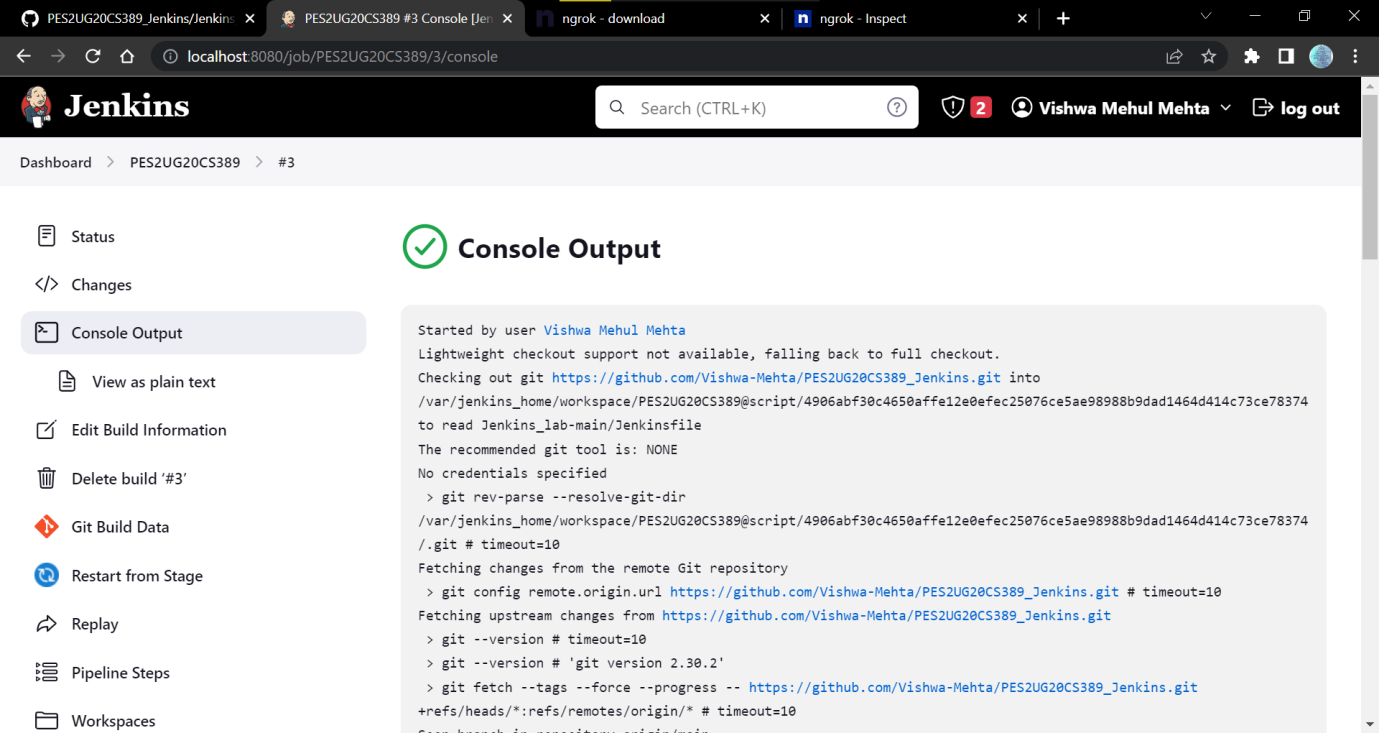 PES2UG20CS389_Jenkins/Jenkins
PES2UG20CS389 #3 Console [Jen
ngrok - download
ngrok - Inspect
localhost:8080/job/PES2UG20CS389/3/console
Jenkins
Search (CTRL+K)
2
Vishwa Mehul Mehta
log out
Dashboard
PES2UG20CS389
#3
Status
Changes
Console Output
View as plain text
Edit Build Information
Delete build ‘#3’
Git Build Data
Restart from Stage
Replay
Pipeline Steps
Workspaces
Console Output
Started by user Vishwa Mehul Mehta
Lightweight checkout support not available, falling back to full checkout.
Checking out git https://github.com/Vishwa-Mehta/PES2UG20CS389_Jenkins.git into
/var/jenkins_home/workspace/PES2UG20CS389@script/4906abf30c4650affe12e0efec25076ce5ae98988b9dad1464d414c73ce78374
to read Jenkins_lab-main/Jenkinsfile
The recommended git tool is: NONE
No credentials specified
> git rev-parse --resolve-git-dir
/var/jenkins_home/workspace/PES2UG20CS389@script/4906abf30c4650affe12e0efec25076ce5ae98988b9dad1464d414c73ce78374
/.git # timeout=10
Fetching changes from the remote Git repository
> git config remote.origin.url https://github.com/Vishwa-Mehta/PES2UG20CS389_Jenkins.git # timeout=10
Fetching upstream changes from https://github.com/Vishwa-Mehta/PES2UG20CS389_Jenkins.git
> git --version # timeout=10
> git --version # 'git version 2.30.2'
> git fetch --tags --force --progress -- https://github.com/Vishwa-Mehta/PES2UG20CS389_Jenkins.git
+refs/heads/*:refs/remotes/origin/* # timeout=10